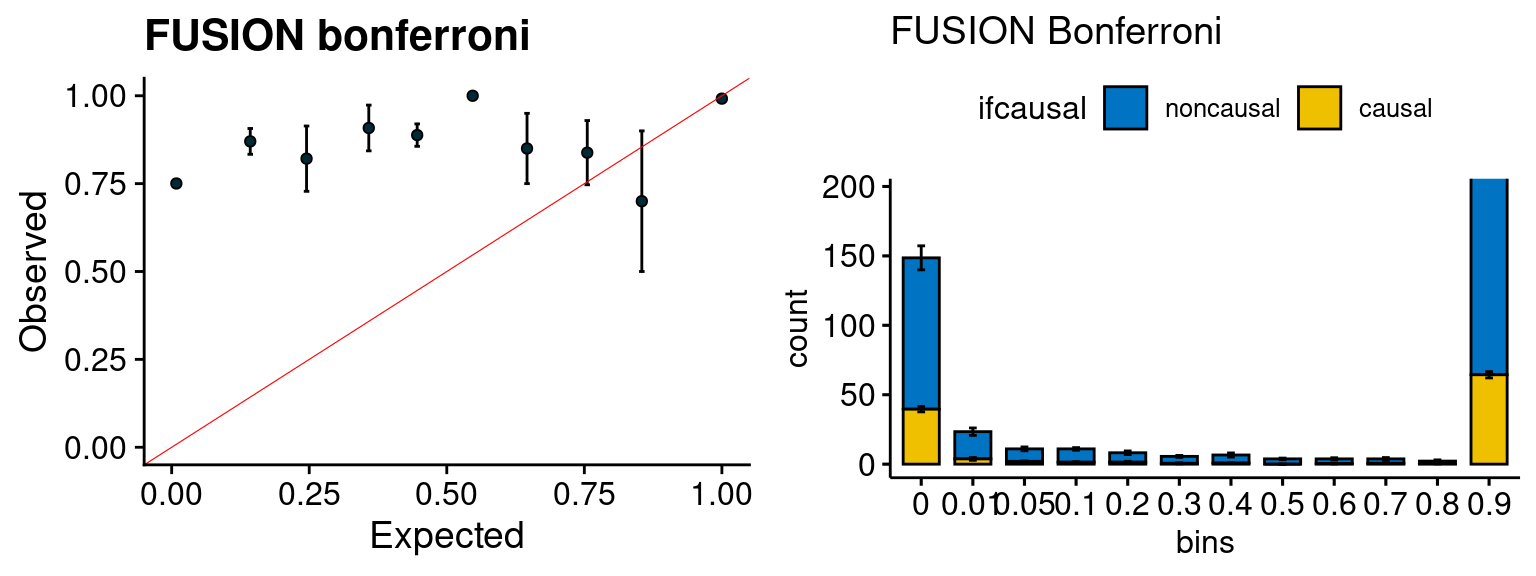 FUSION bonferroni
Observed
1.00
0.75
0.50
0.25
0.00
0.00 0.25 0.50 0.75 1.00
Expected
FUSION Bonferroni
ifcausal noncausal causal
count
200
150
100
50
0
0 0.01 0.05 0.1 0.2 0.3 0.4 0.5 0.6 0.7 0.8 0.9
bins